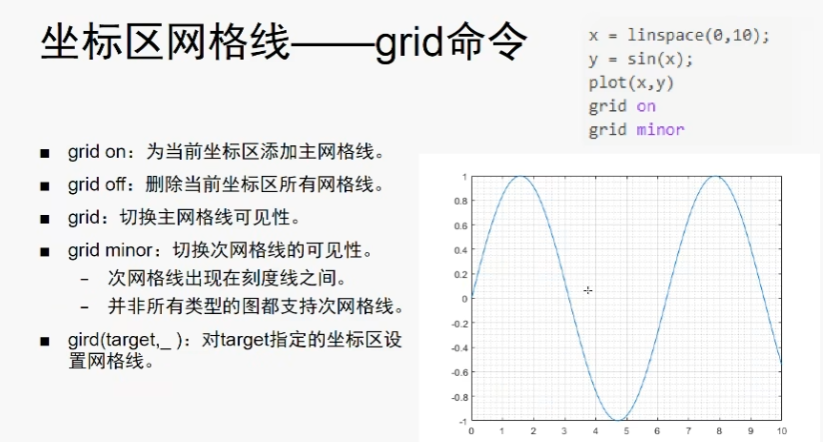 坐标区网格线——grid命令
x = linspace(0,10);
y = sin(x);
plot(x,y)
grid on
grid minor
■ grid on：为当前坐标区添加主网格线。
■ grid off：删除当前坐标区所有网格线。
■ grid：切换主网格线可见性。
■ grid minor：切换次网格线的可见性。
– 次网格线出现在刻度线之间。
– 并非所有类型的图都支持次网格线。
■ gird(target,_ )：对target指定的坐标区设
置网格线。
1
0.8
0.6
0.4
0.2
0
-0.2
-0.4
-0.6
-0.8
-1
0 1 2 3 4 5 6 7 8 9 10